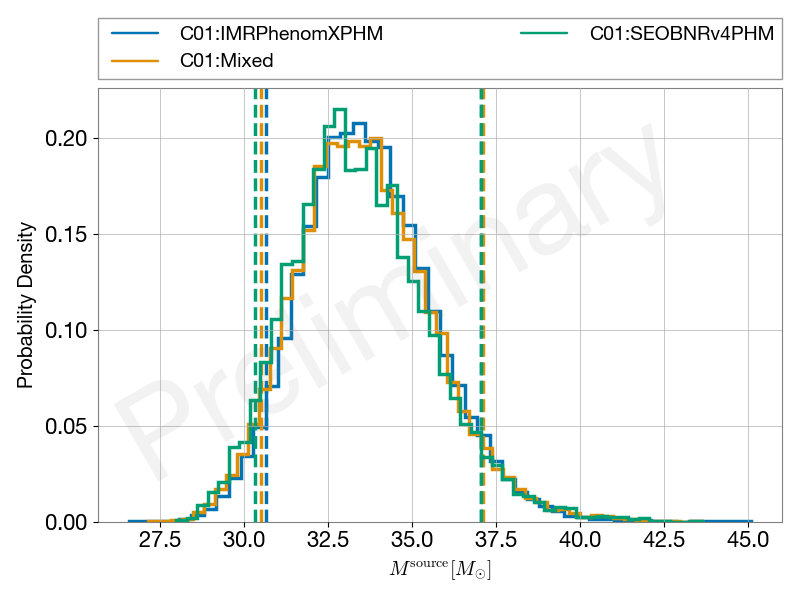 C01:IMRPhenomXPHM
C01:Mixed
C01:SEOBNRv4PHM
Probability Density
0.20
0.15
0.10
0.05
0.00
Preliminary
27.5 30.0 32.5 35.0 37.5 40.0 42.5 45.0
M^source[M_⊙]